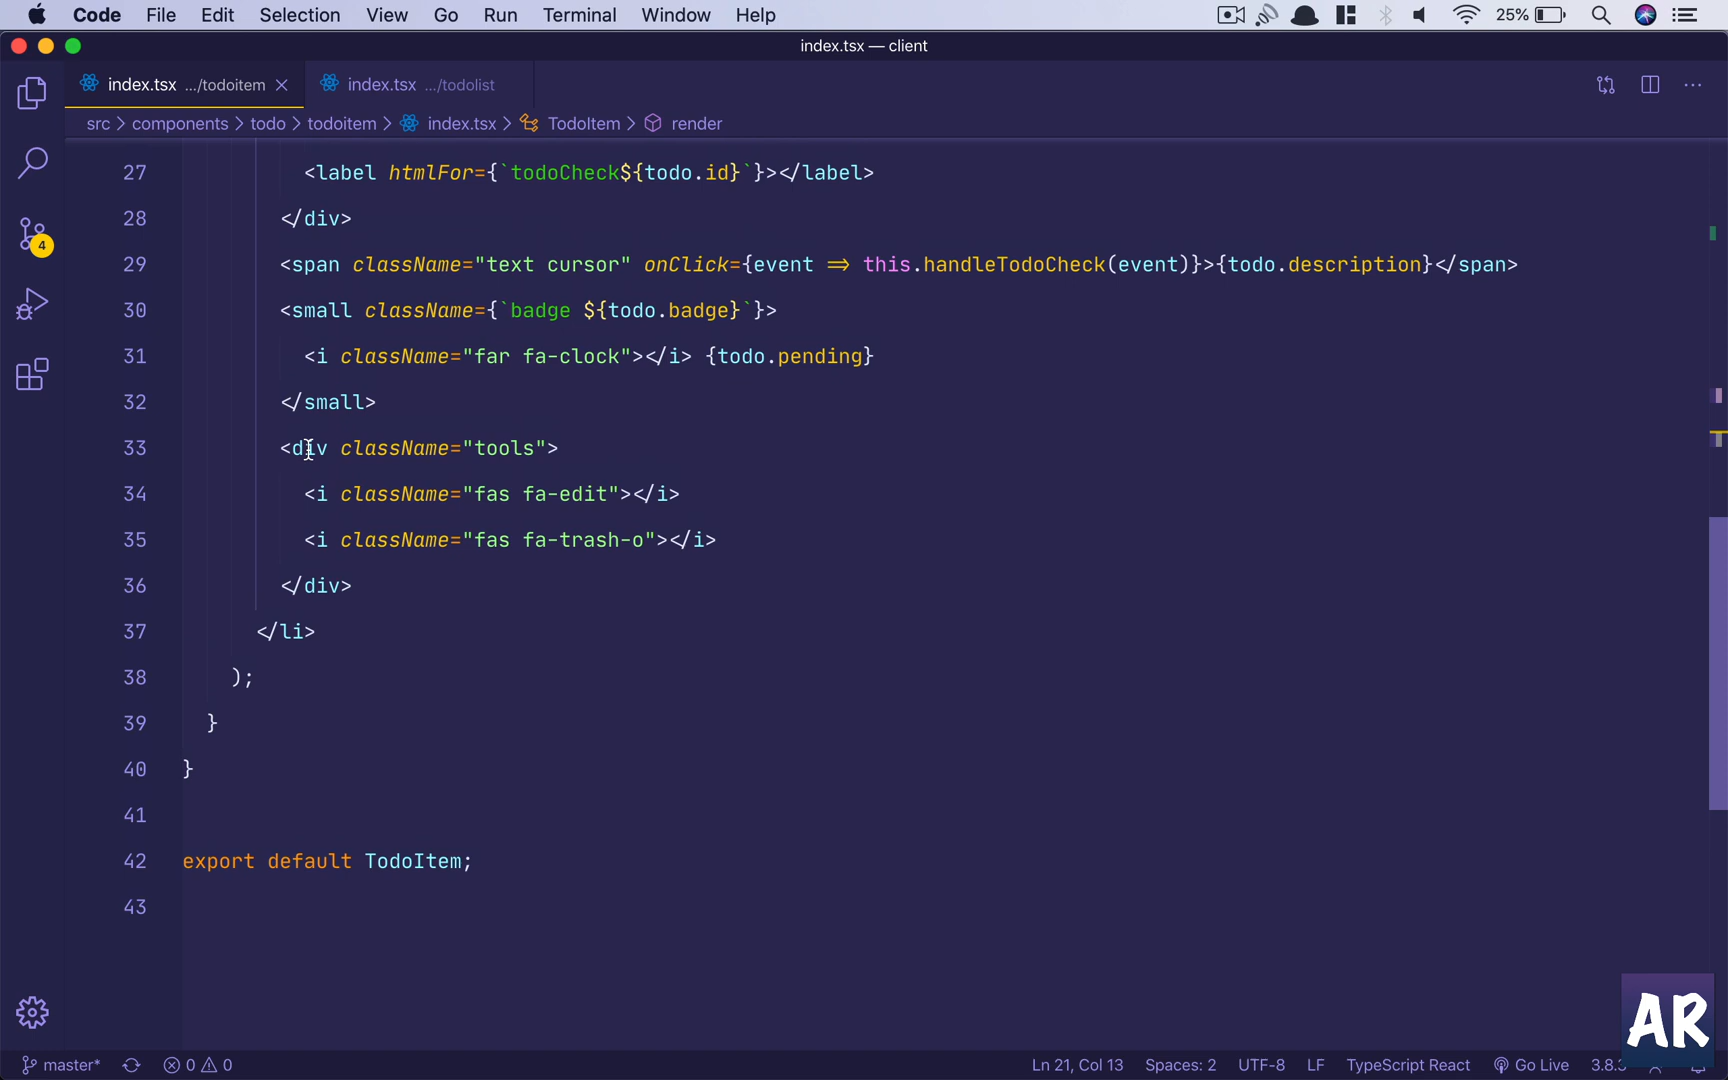 Code File Edit Selection View Go Run Terminal Window Help 25%
index.tsx — client
index.tsx .../todoitem index.tsx .../todolist
src > components > todo > todoitem > index.tsx > TodoItem > render
27 <label htmlFor={`todoCheck${todo.id}`}></label>
28 </div>
29 <span className="text cursor" onClick={event => this.handleTodoCheck(event)}>{todo.description}</span>
30 <small className={`badge ${todo.badge}`}>
31 <i className="far fa-clock"></i> {todo.pending}
32 </small>
33 <div className="tools">
34 <i className="fas fa-edit"></i>
35 <i className="fas fa-trash-o"></i>
36 </div>
37 </li>
38 );
39 }
40 }
41
42 export default TodoItem;
43
4
AR
master* 0 0 Ln 21, Col 13 Spaces: 2 UTF-8 LF TypeScript React Go Live 3.8.